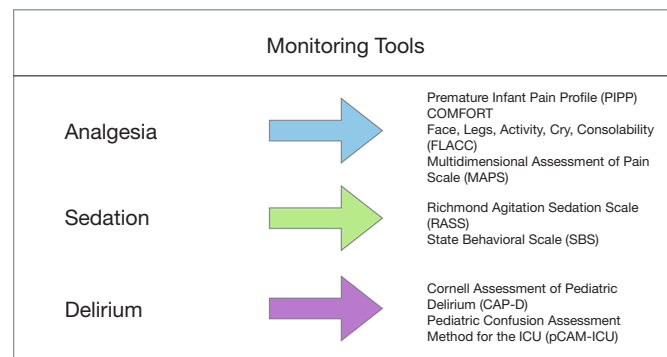 Monitoring Tools
Analgesia
Premature Infant Pain Profile (PIPP)
COMFORT
Face, Legs, Activity, Cry, Consolability
(FLACC)
Multidimensional Assessment of Pain
Scale (MAPS)
Sedation
Richmond Agitation Sedation Scale
(RASS)
State Behavioral Scale (SBS)
Delirium
Cornell Assessment of Pediatric
Delirium (CAP-D)
Pediatric Confusion Assessment
Method for the ICU (pCAM-ICU)